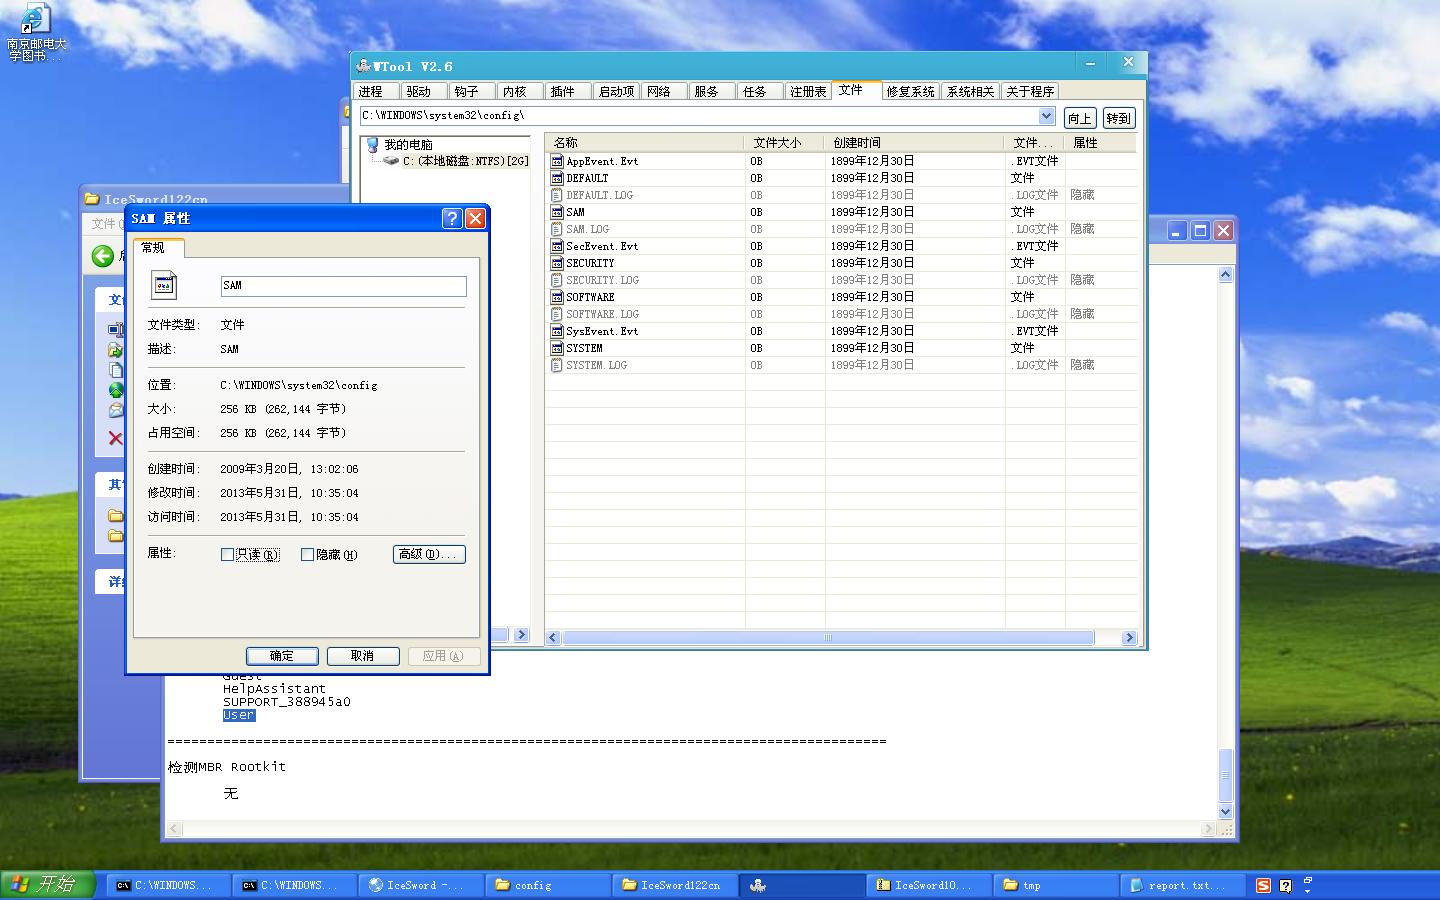 南京邮电大
学图书...
WTool V2.6
进程 驱动 钩子 内核 插件 启动项 网络 服务 任务 注册表 文件 修复系统 系统相关 关于程序
C:\WINDOWS\system32\config\
向上 转到
我的电脑
C:(本地磁盘:NTFS)[2G]
名称 文件大小 创建时间 文件... 属性
AppEvent.Evt 0B 1899年12月30日 .EVT文件
DEFAULT 0B 1899年12月30日 文件
DEFAULT.LOG 0B 1899年12月30日 .LOG文件 隐藏
SAM 0B 1899年12月30日 文件
SAM.LOG 0B 1899年12月30日 .LOG文件 隐藏
SecEvent.Evt 0B 1899年12月30日 .EVT文件
SECURITY 0B 1899年12月30日 文件
SECURITY.LOG 0B 1899年12月30日 .LOG文件 隐藏
SOFTWARE 0B 1899年12月30日 文件
SOFTWARE.LOG 0B 1899年12月30日 .LOG文件 隐藏
SysEvent.Evt 0B 1899年12月30日 .EVT文件
SYSTEM 0B 1899年12月30日 文件
SYSTEM.LOG 0B 1899年12月30日 .LOG文件 隐藏
IceSword122cn
文件
SAM 属性
常规
SAM
文件类型: 文件
描述: SAM
位置: C:\WINDOWS\system32\config
大小: 256 KB (262,144 字节)
占用空间: 256 KB (262,144 字节)
创建时间: 2009年3月20日, 13:02:06
修改时间: 2013年5月31日, 10:35:04
访问时间: 2013年5月31日, 10:35:04
属性: 只读(R) 隐藏(H) 高级(D)...
确定 取消 应用(A)
Guest
HelpAssistant
SUPPORT_388945a0
User
==========================================================================================
检测MBR Rootkit
无
开始 C:\WINDOWS... C:\WINDOWS... IceSword -... config IceSword122cn IceSword10... tmp report.txt...